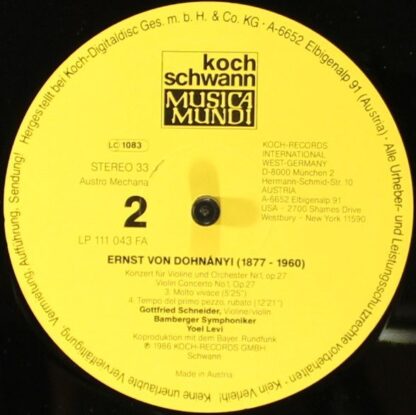 Hergestellt bei Koch-Digitaldisc Ges. m. b. H. & Co. KG - A-6652 Elbigenalp 91 (Austria) - Alle Urheber- und Leistungsschutzrechte vorbehalten - Kein Verleih! Keine unerlaubte Vervielfältigung, Vermietung, Aufführung, Sendung!
koch
schwann
MUSICA
MUNDI
LC 1083
STEREO 33
Austro Mechana
2
LP 111 043 FA
KOCH-RECORDS
INTERNATIONAL
WEST-GERMANY
D-8000 München 2
Hermann-Schmid-Str. 10
AUSTRIA
A-6652 Elbigenalp 91
USA - 2700 Shames Drive
Westbury - New York 11590
ERNST VON DOHNÁNYI (1877 - 1960)
Konzert für Violine und Orchester Nr.1, op.27
Violin Concerto No.1, Op.27
3. Molto vivace (5'25")
4. Tempo del primo pezzo, rubato (12'21")
Gottfried Schneider, Violine/violin
Bamberger Symphoniker
Yoel Levi
Koproduktion mit dem Bayer. Rundfunk
℗ 1986 KOCH-RECORDS GMBH
Schwann
Made in Austria